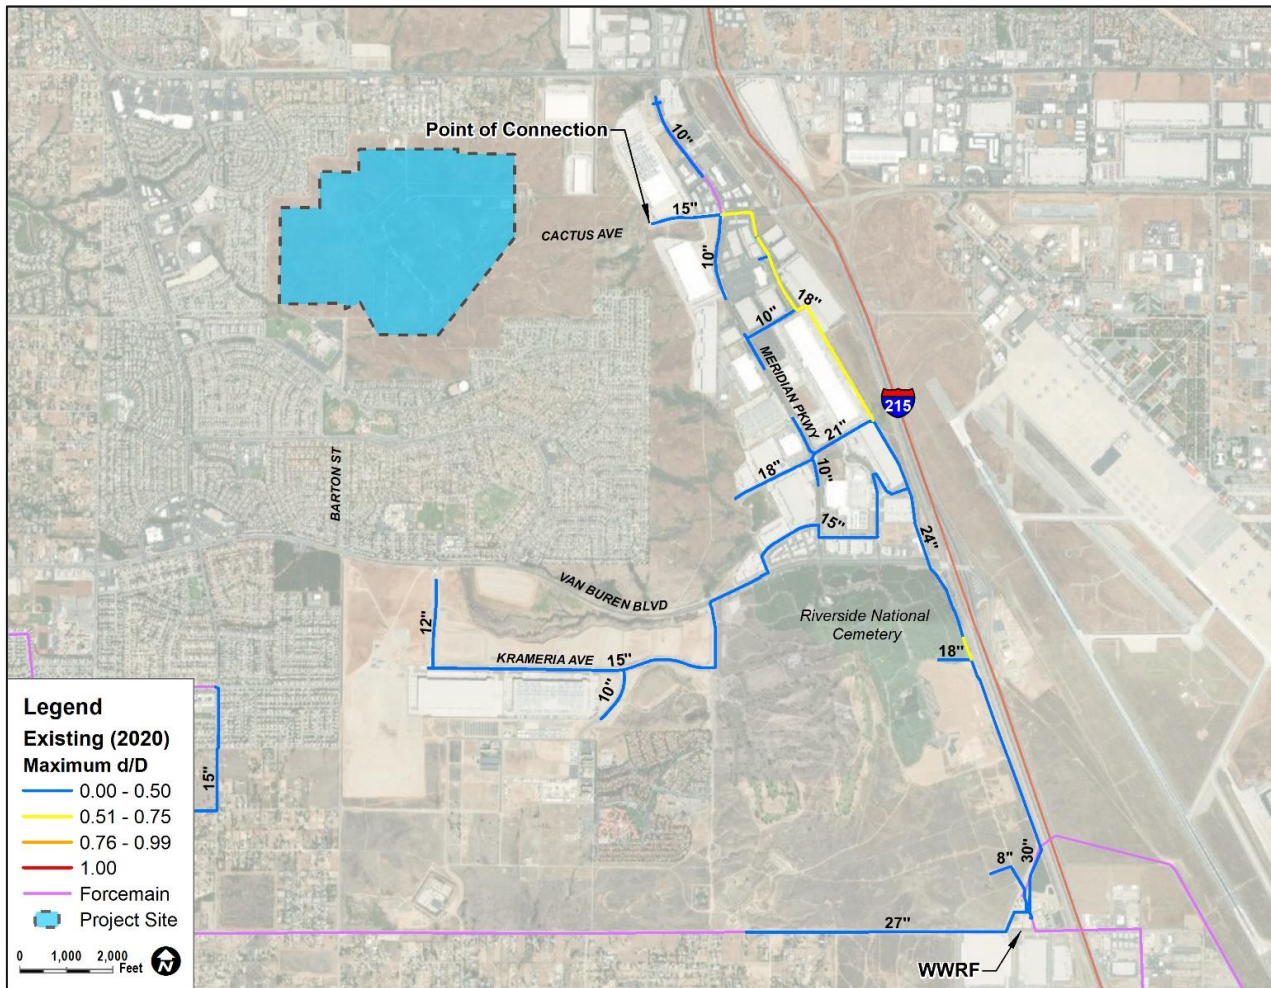 10"
Point of Connection
15"
CACTUS AVE
10"
18"
10"
MERIDIAN PKWY
215
21"
18"
10"
BARTON ST
15"
24"
VAN BUREN BLVD
Riverside National
Cemetery
12"
KRAMERIA AVE
15"
18"
10"
15"
8"
30"
27"
WWRF
Legend
Existing (2020)
Maximum d/D
0.00 - 0.50
0.51 - 0.75
0.76 - 0.99
1.00
Forcemain
Project Site
0 1,000 2,000
Feet
N